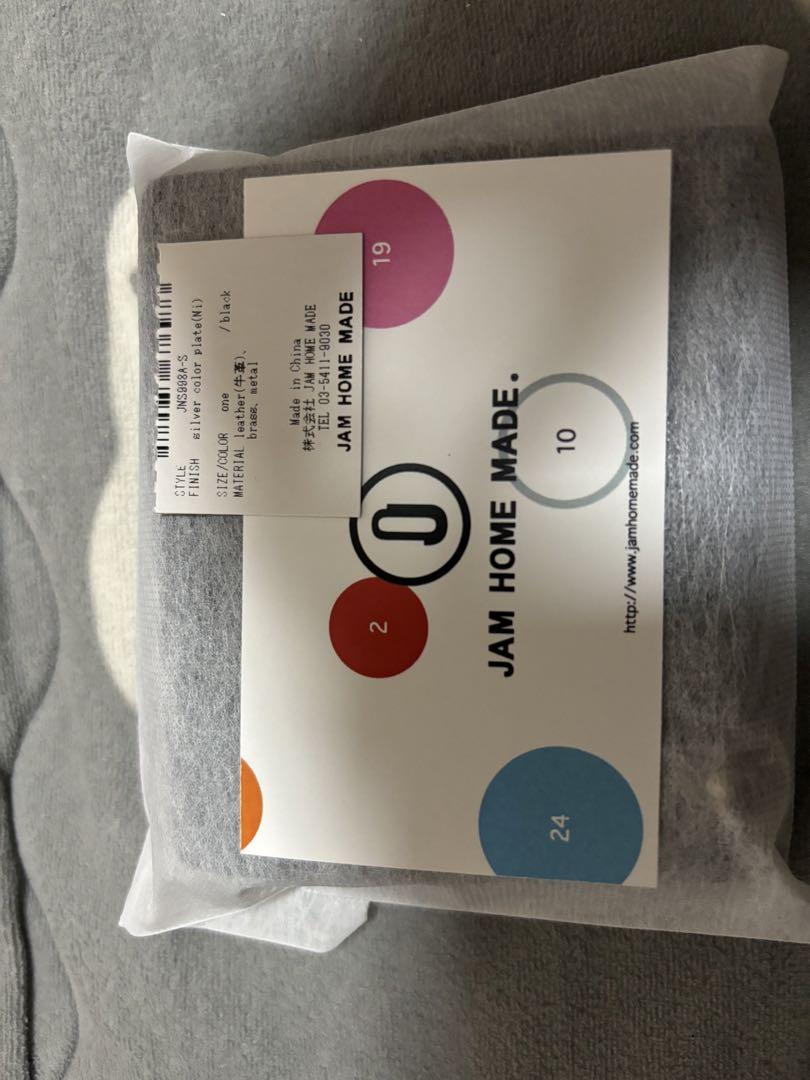 STYLE JNS998A-S
FINISH silver color plate(Ni)
SIZE/COLOR one /black
MATERIAL leather(牛革)、
brass、metal
Made in China
株式会社 JAM HOME MADE
TEL 03-5411-9030
JAM HOME MADE
19
2
JAM HOME MADE.
10
http://www.jamhomemade.com
24